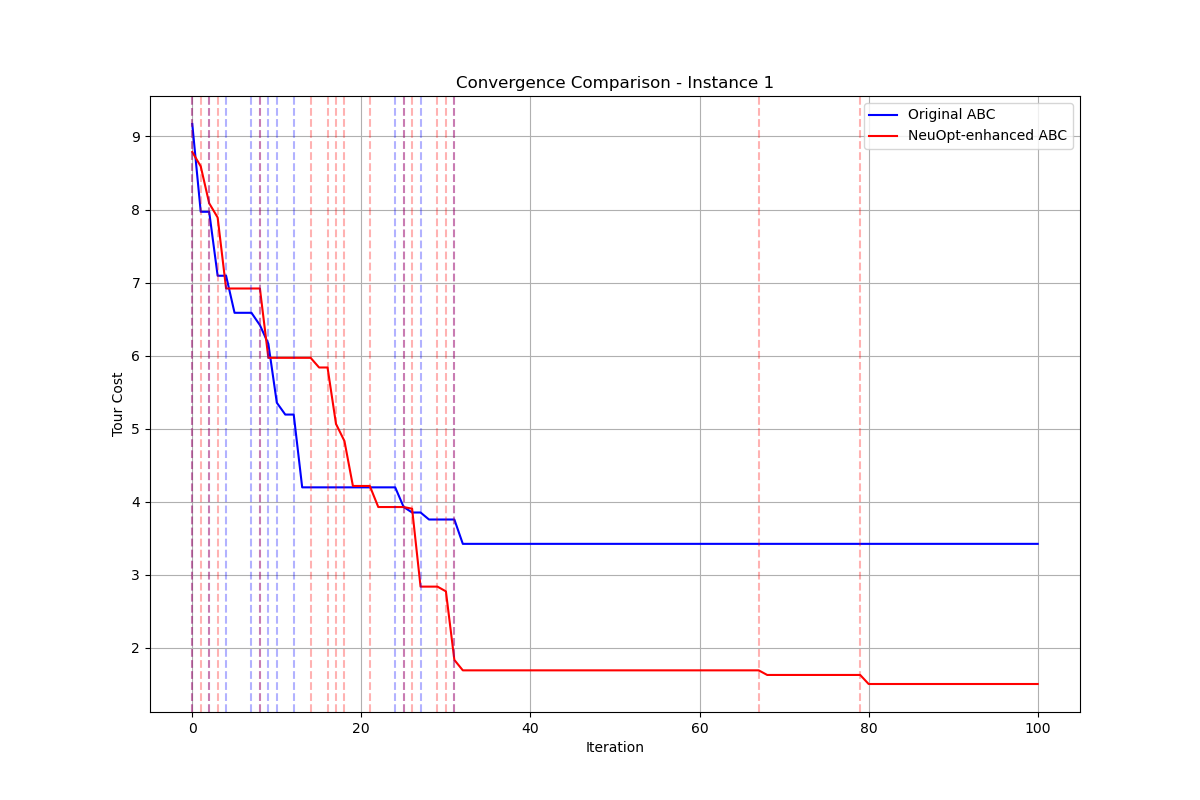 Convergence Comparison - Instance 1
Original ABC
NeuOpt-enhanced ABC
9
8
7
6
5
4
3
2
Tour Cost
0 20 40 60 80 100
Iteration